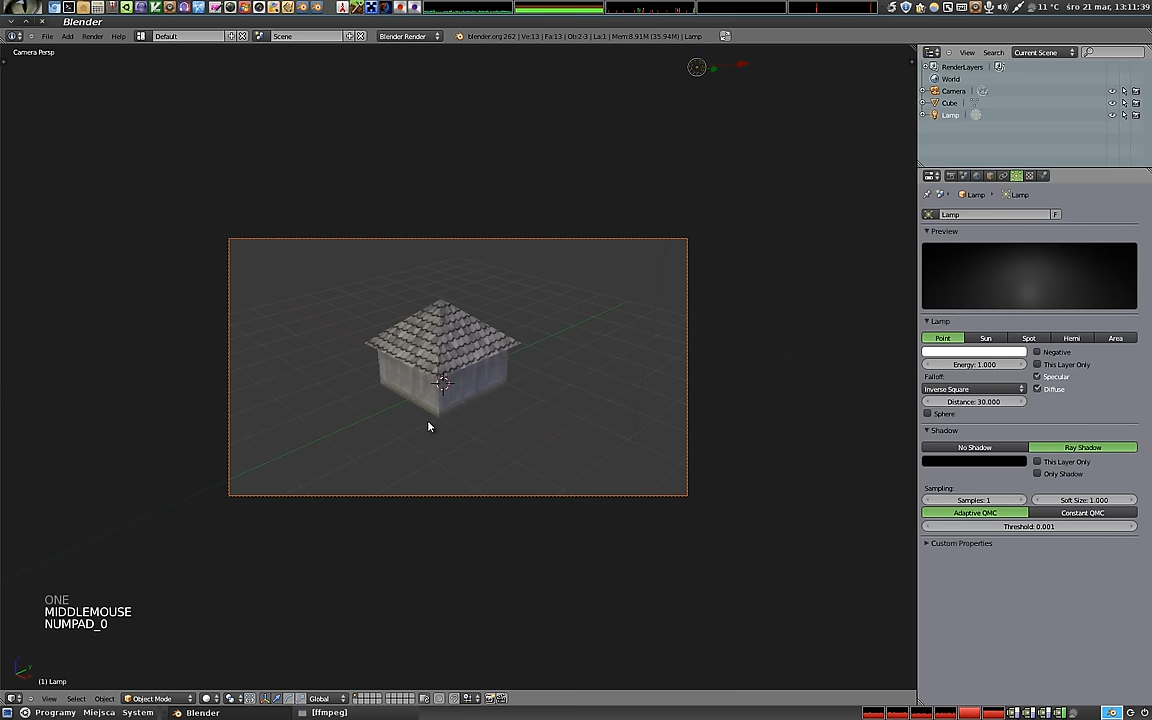 11 °C śro 21 mar, 13:11:39
Blender
File Add Render Help Default Scene Blender Render blender.org 262 | Ve:13 | Fa:13 | Ob:2-3 | La:1 | Mem:8.91M (35.94M) | Lamp
View Search Current Scene
Camera Persp
RenderLayers
World
Camera
Cube
Lamp
Lamp Lamp
Lamp F
Preview
Lamp
Point Sun Spot Hemi Area
Negative
Energy: 1.000 This Layer Only
Falloff: Specular
Inverse Square Diffuse
Distance: 30.000
Sphere
Shadow
No Shadow Ray Shadow
This Layer Only
Only Shadow
Sampling:
Samples: 1 Soft Size: 1.000
Adaptive QMC Constant QMC
Threshold: 0.001
Custom Properties
ONE
MIDDLEMOUSE
NUMPAD_0
(1) Lamp
View Select Object Object Mode Global
Programy Miejsca System Blender [ffmpeg]